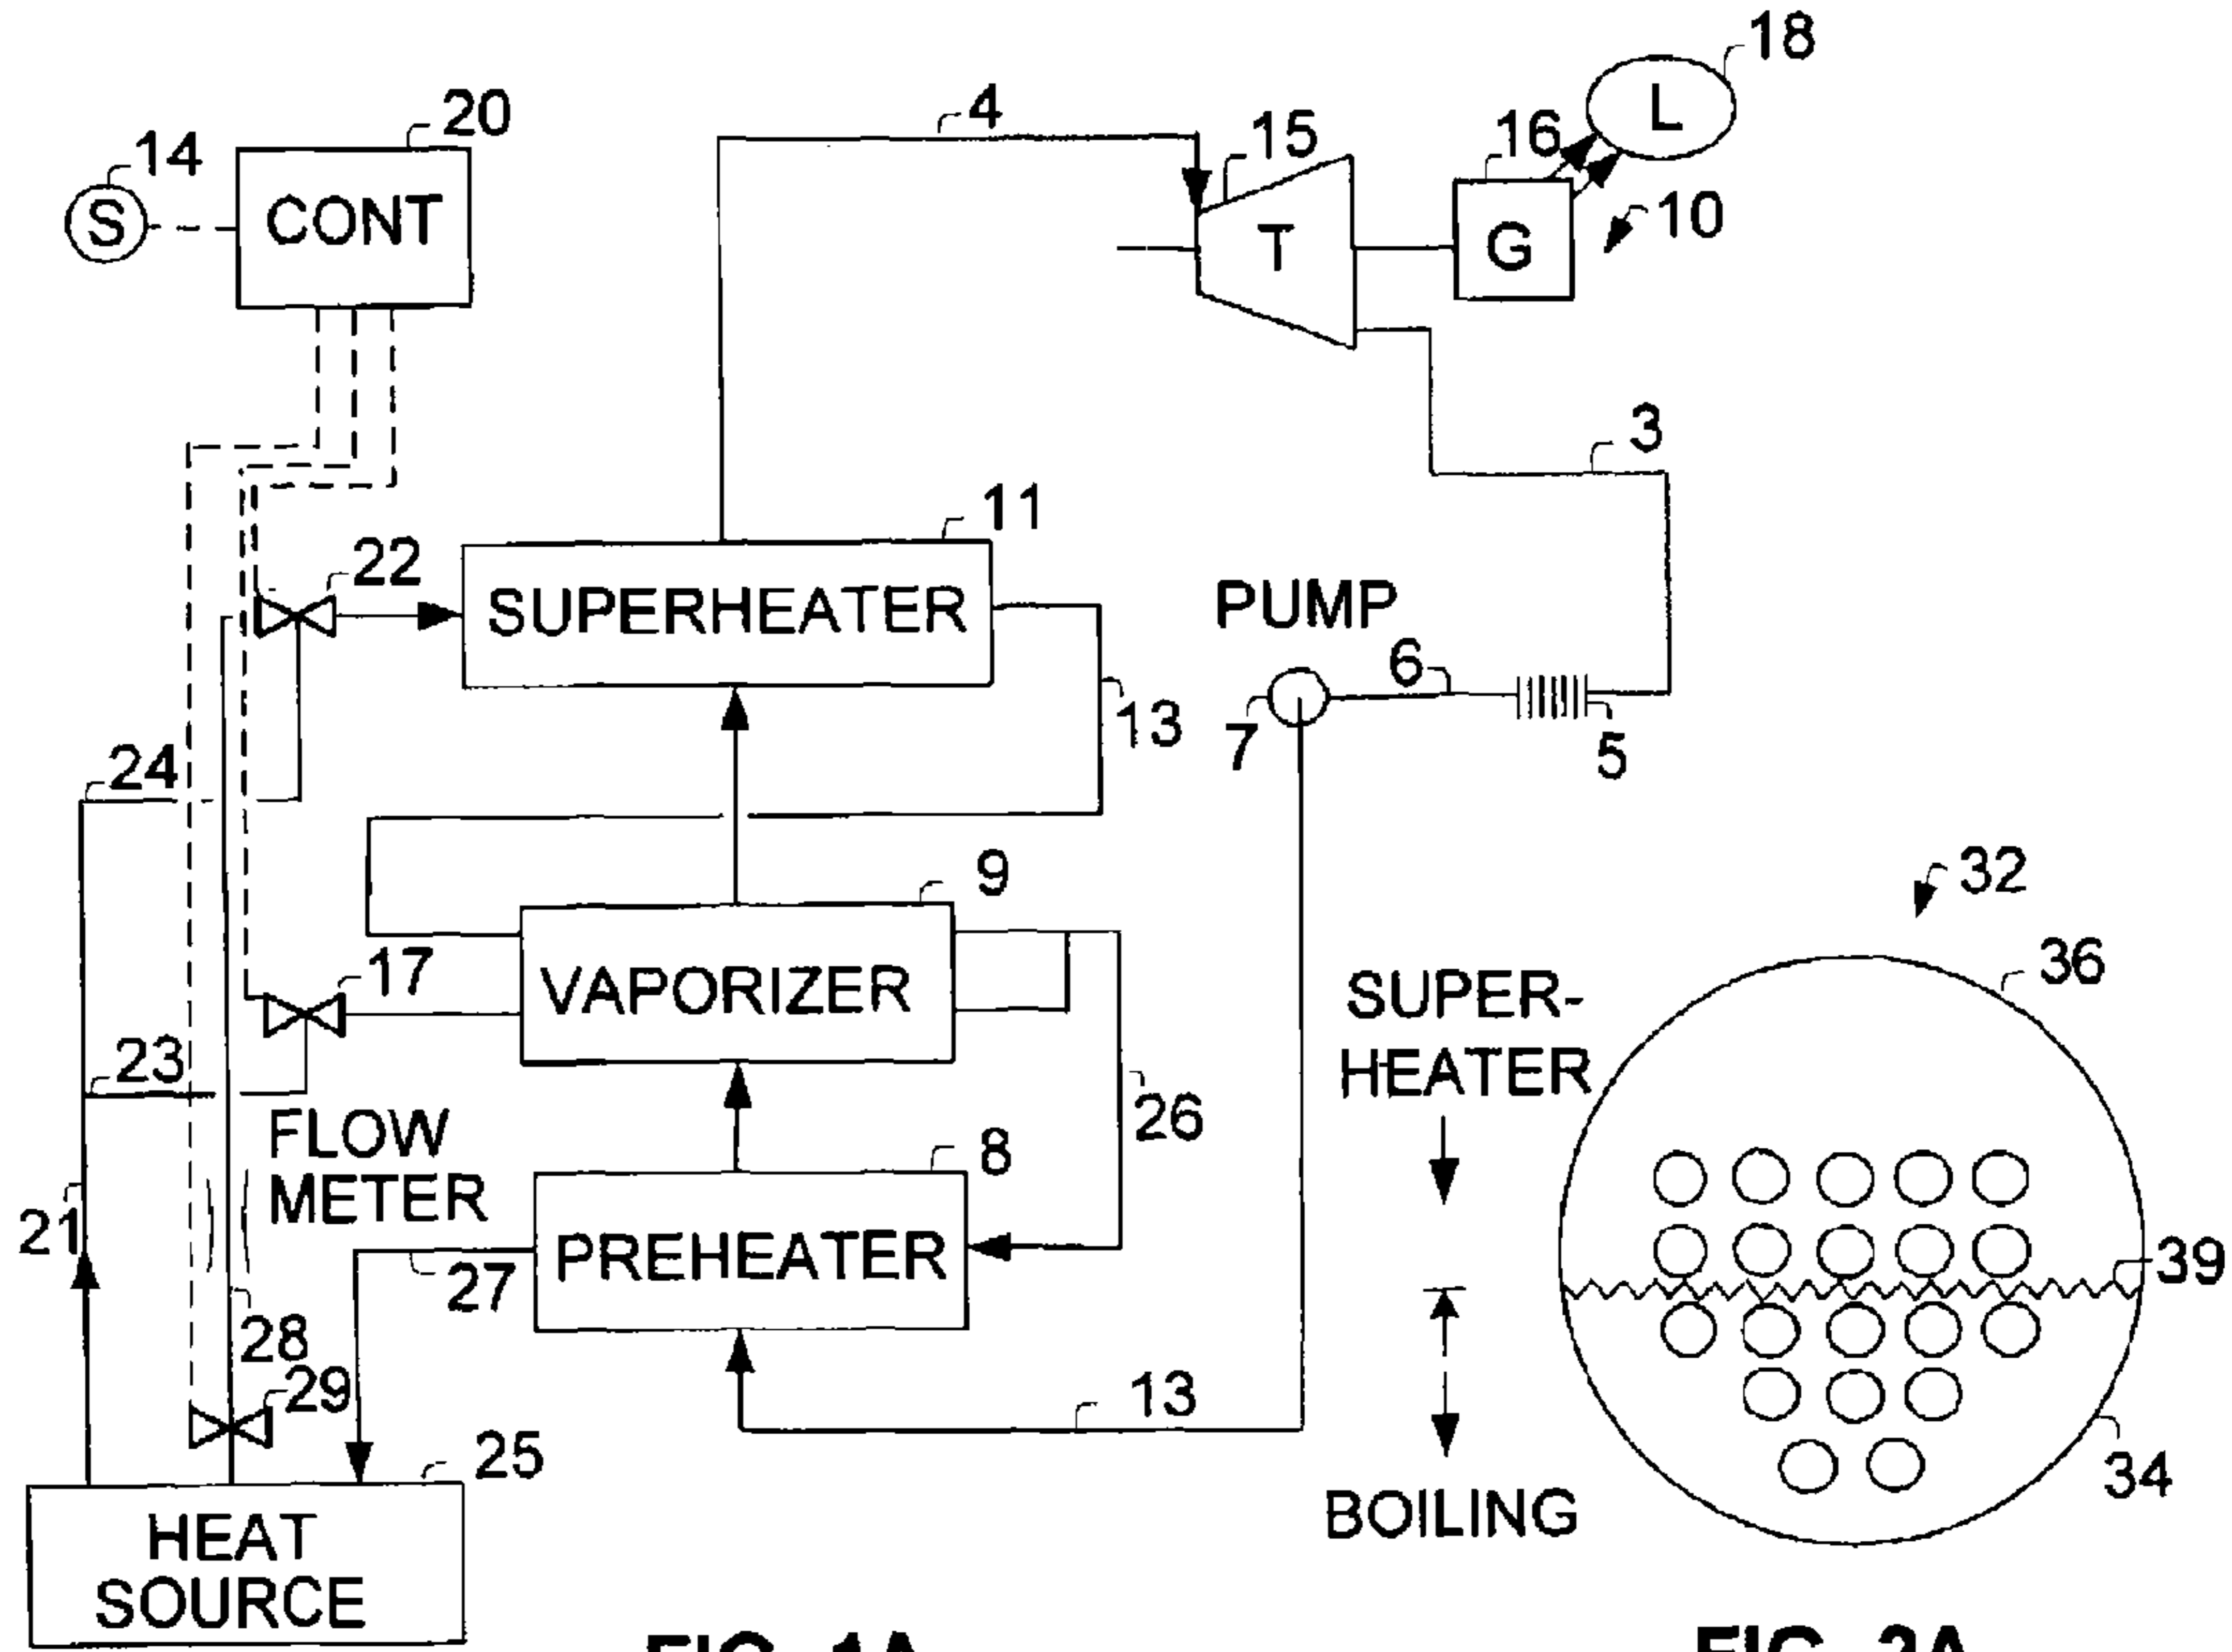 18
4
20
15
16
L
14
CONT
S
T
G
10
3
11
22
SUPERHEATER
PUMP
6
13
7
5
24
9
32
17
VAPORIZER
SUPER-
HEATER
36
23
FLOW
METER
26
8
21
PREHEATER
39
27
28
29
13
34
25
BOILING
HEAT
SOURCE